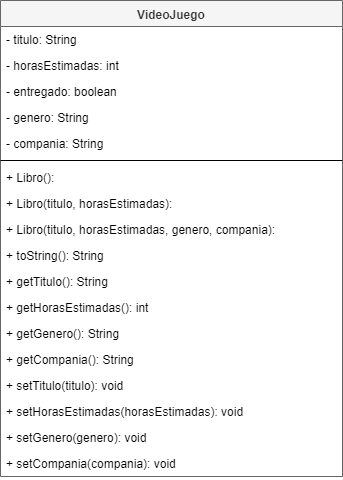 VideoJuego
- titulo: String
- horasEstimadas: int
- entregado: boolean
- genero: String
- compania: String
+ Libro():
+ Libro(titulo, horasEstimadas):
+ Libro(titulo, horasEstimadas, genero, compania):
+ toString(): String
+ getTitulo(): String
+ getHorasEstimadas(): int
+ getGenero(): String
+ getCompania(): String
+ setTitulo(titulo): void
+ setHorasEstimadas(horasEstimadas): void
+ setGenero(genero): void
+ setCompania(compania): void